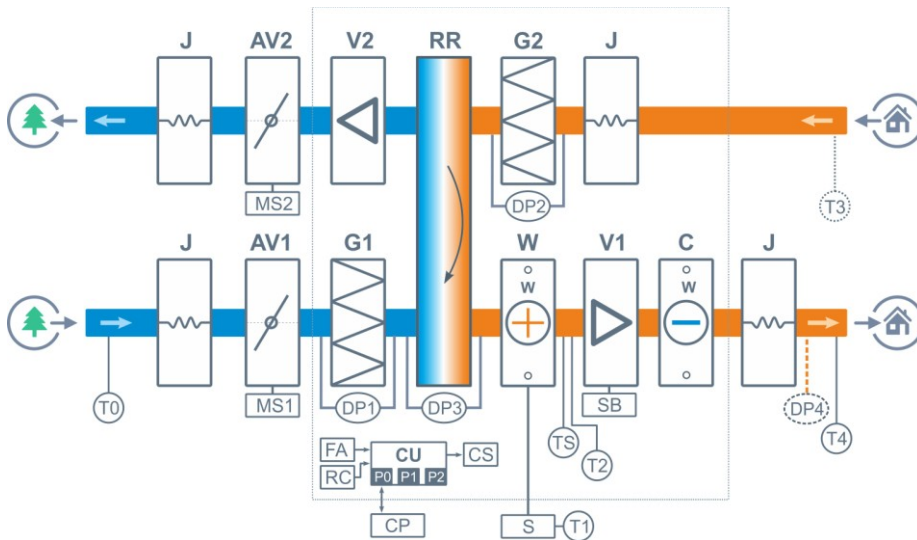 J AV2 V2 RR G2 J
MS2
DP2
T3
J AV1 G1 W V1 C J
W W
T0
MS1
DP1
DP3
SB
DP4
TS
T2
T4
FA
CU
CS
RC
P0 P1 P2
CP
S
T1